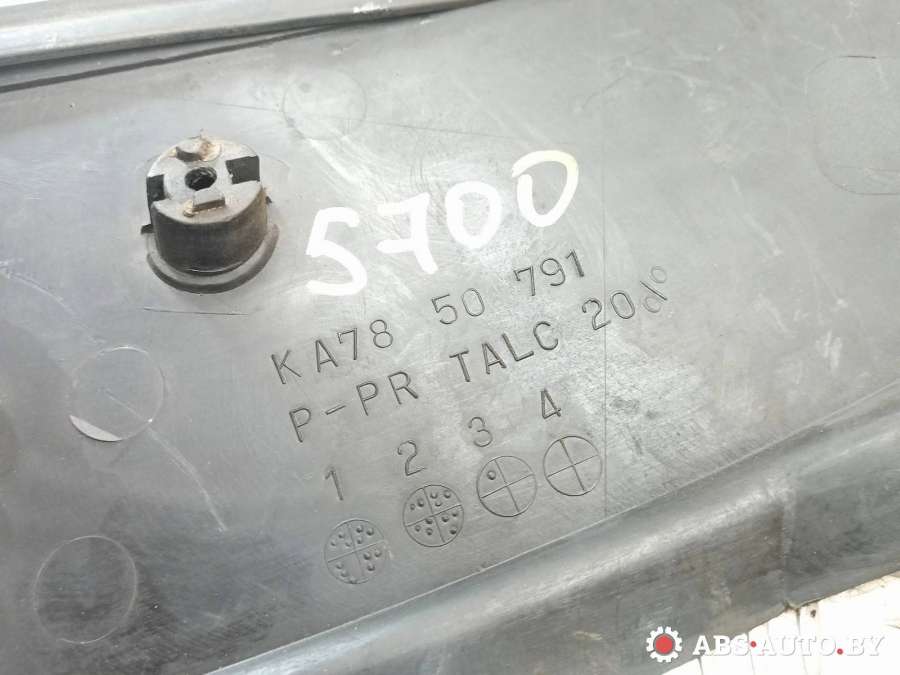 5700
KA78 50 791
P-PR TALC 20%
1 2 3 4
ABS-AUTO.BY